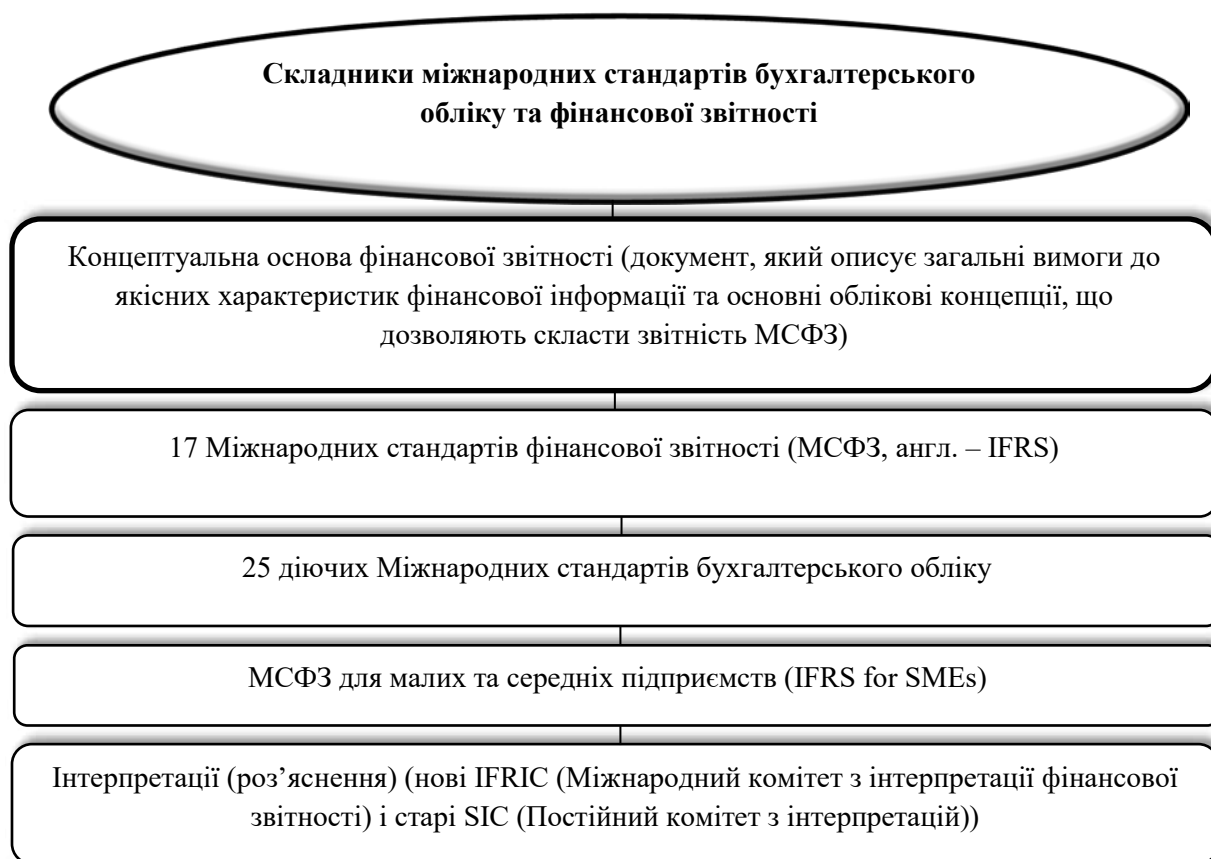 Складники міжнародних стандартів бухгалтерського
обліку та фінансової звітності
Концептуальна основа фінансової звітності (документ, який описує загальні вимоги до
якісних характеристик фінансової інформації та основні облікові концепції, що
дозволяють скласти звітність МСФЗ)
17 Міжнародних стандартів фінансової звітності (МСФЗ, англ. – IFRS)
25 діючих Міжнародних стандартів бухгалтерського обліку
МСФЗ для малих та середніх підприємств (IFRS for SMEs)
Інтерпретації (роз’яснення) (нові IFRIC (Міжнародний комітет з інтерпретації фінансової
звітності) і старі SIC (Постійний комітет з інтерпретацій))